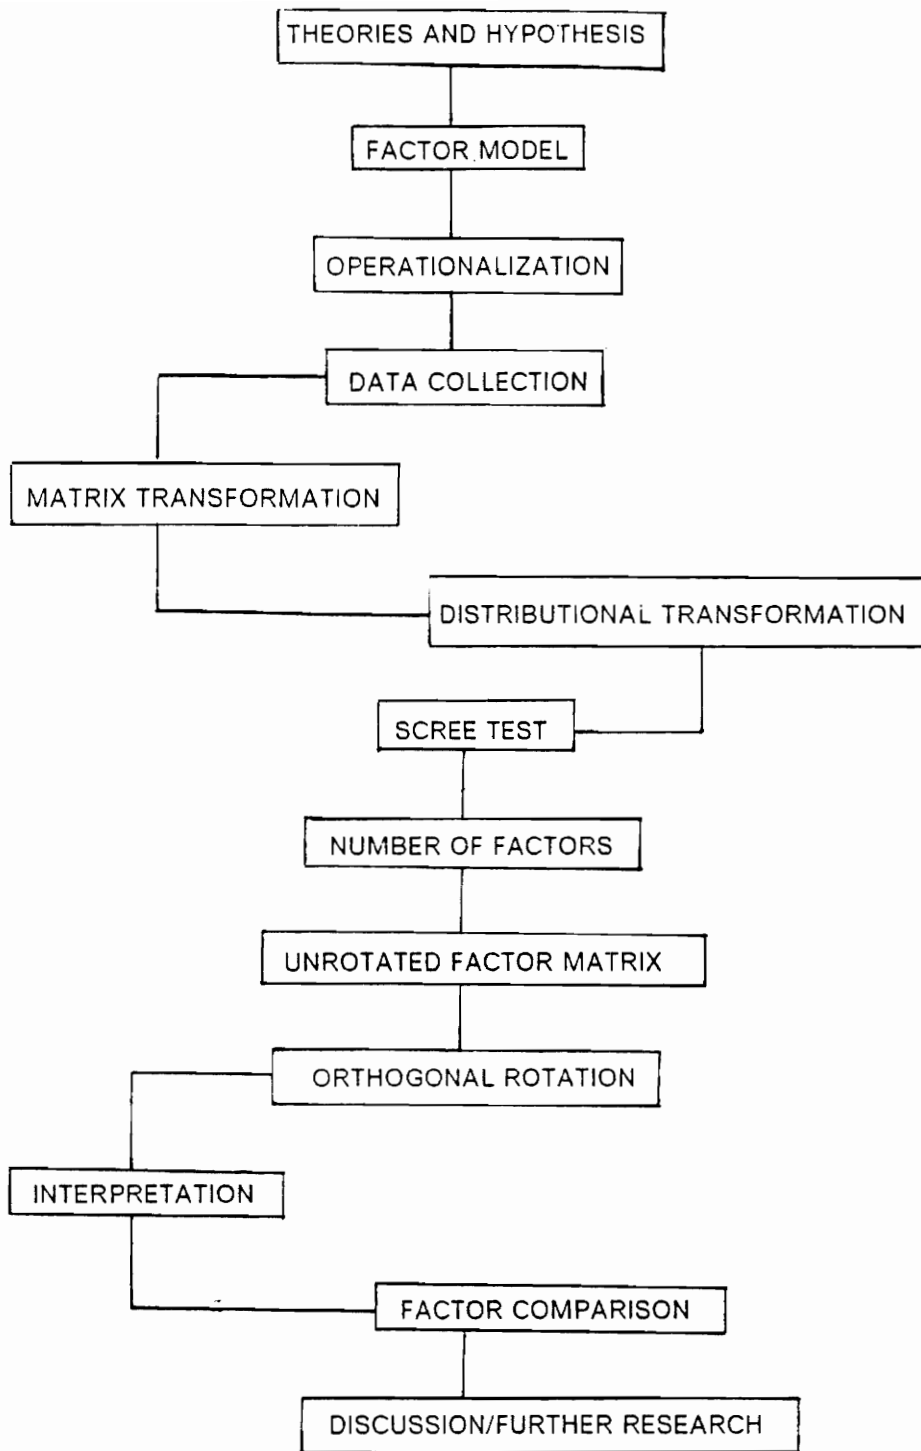 THEORIES AND HYPOTHESIS
FACTOR MODEL
OPERATIONALIZATION
DATA COLLECTION
MATRIX TRANSFORMATION
DISTRIBUTIONAL TRANSFORMATION
SCREE TEST
NUMBER OF FACTORS
UNROTATED FACTOR MATRIX
ORTHOGONAL ROTATION
INTERPRETATION
FACTOR COMPARISON
DISCUSSION/FURTHER RESEARCH